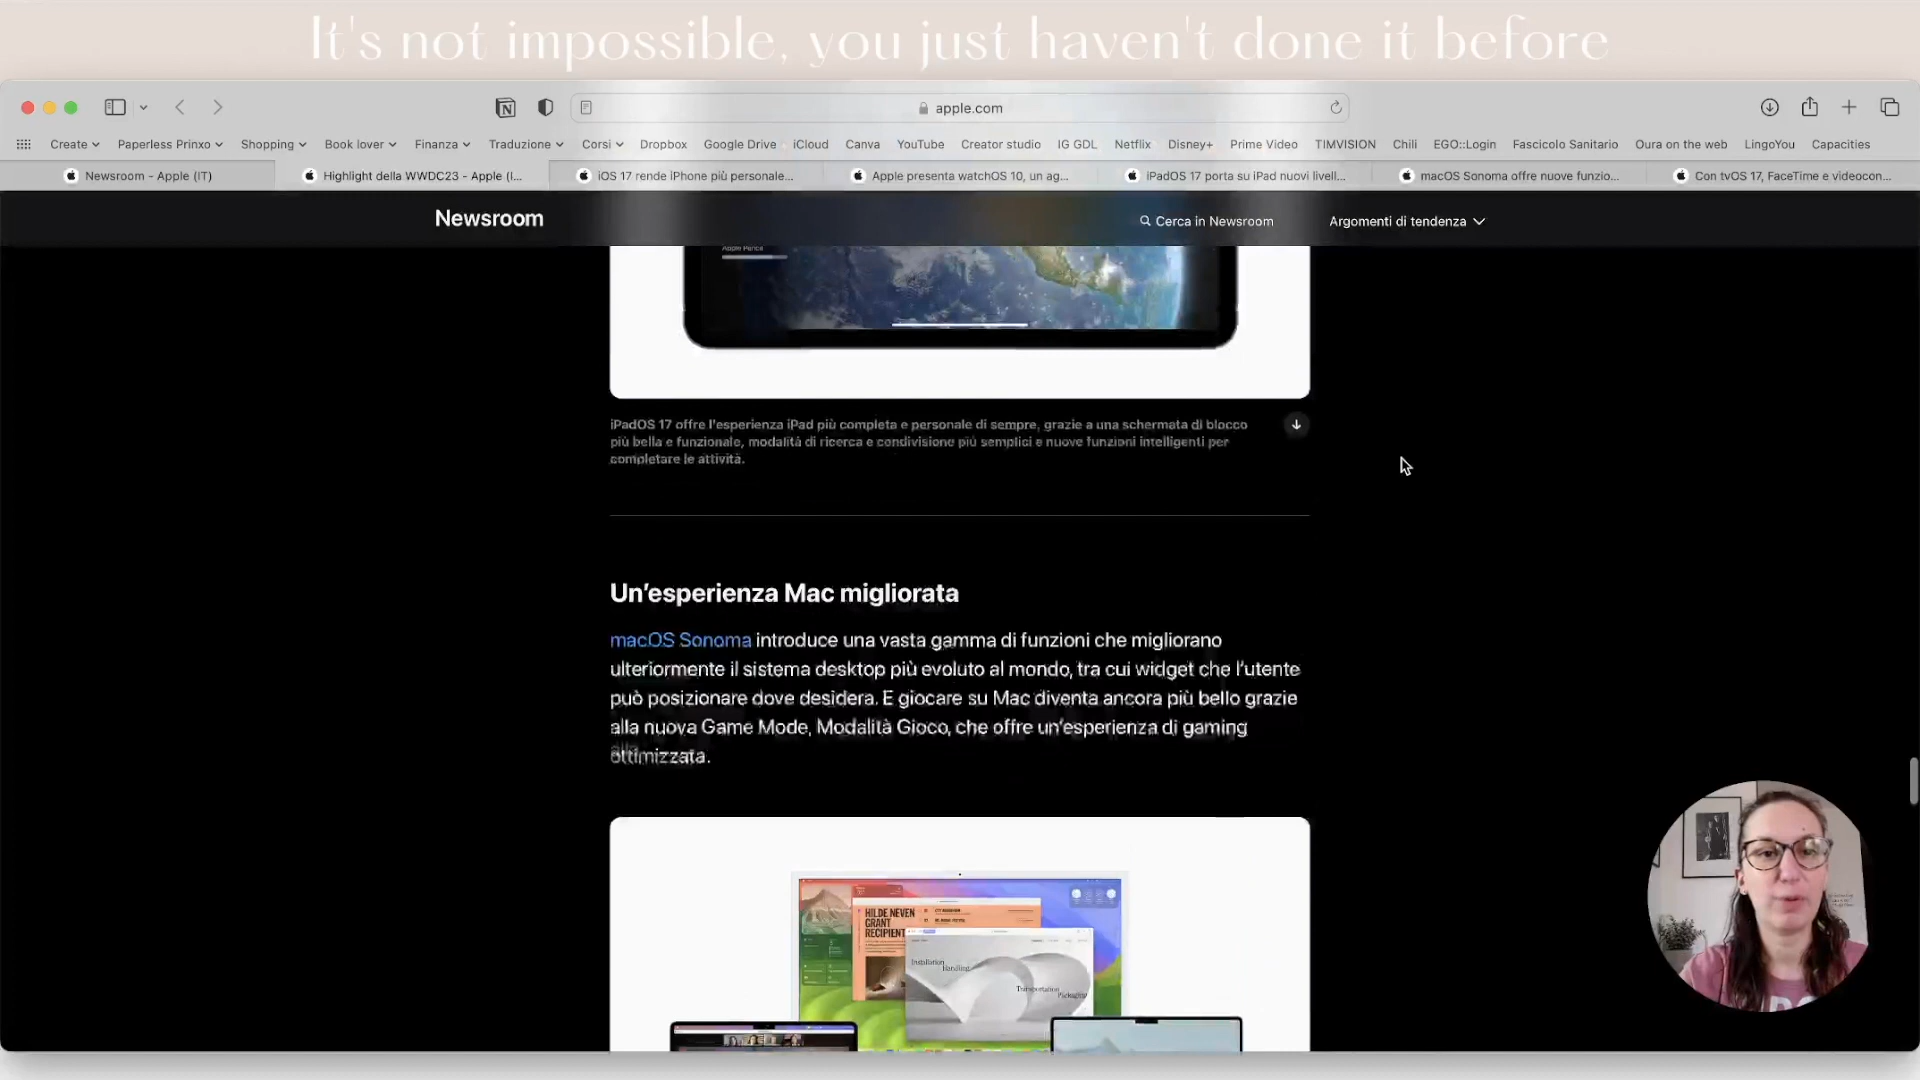 It's not impossible, you just haven't done it before
apple.com
Create
Paperless Prinxo
Shopping
Book lover
Finanza
Traduzione
Corsi
Dropbox
Google Drive
iCloud
Canva
YouTube
Creator studio
IG GDL
Netflix
Disney+
Prime Video
TIMVISION
Chili
EGO::Login
Fascicolo Sanitario
Oura on the web
LingoYou
Capacities
Newsroom - Apple (IT)
Highlight della WWDC23 - Apple (I...
iOS 17 rende iPhone più personale...
Apple presenta watchOS 10, un ag...
iPadOS 17 porta su iPad nuovi livell...
macOS Sonoma offre nuove funzio...
Con tvOS 17, FaceTime e videocon...
Newsroom
Cerca in Newsroom
Argomenti di tendenza
iPadOS 17 offre l'esperienza iPad più completa e personale di sempre, grazie a una schermata di blocco
più bella e funzionale, modalità di ricerca e condivisione più semplici e nuove funzioni intelligenti per
completare le attività.
Un'esperienza Mac migliorata
macOS Sonoma introduce una vasta gamma di funzioni che migliorano
ulteriormente il sistema desktop più evoluto al mondo, tra cui widget che l'utente
può posizionare dove desidera. E giocare su Mac diventa ancora più bello grazie
alla nuova Game Mode, Modalità Gioco, che offre un'esperienza di gaming
ottimizzata.
HILDE NEVEN
GRANT
RECIPIENT
Installation
Handling
Transportation
Packaging